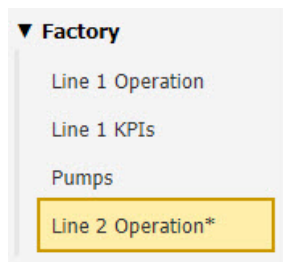 Factory
Line 1 Operation
Line 1 KPIs
Pumps
Line 2 Operation*